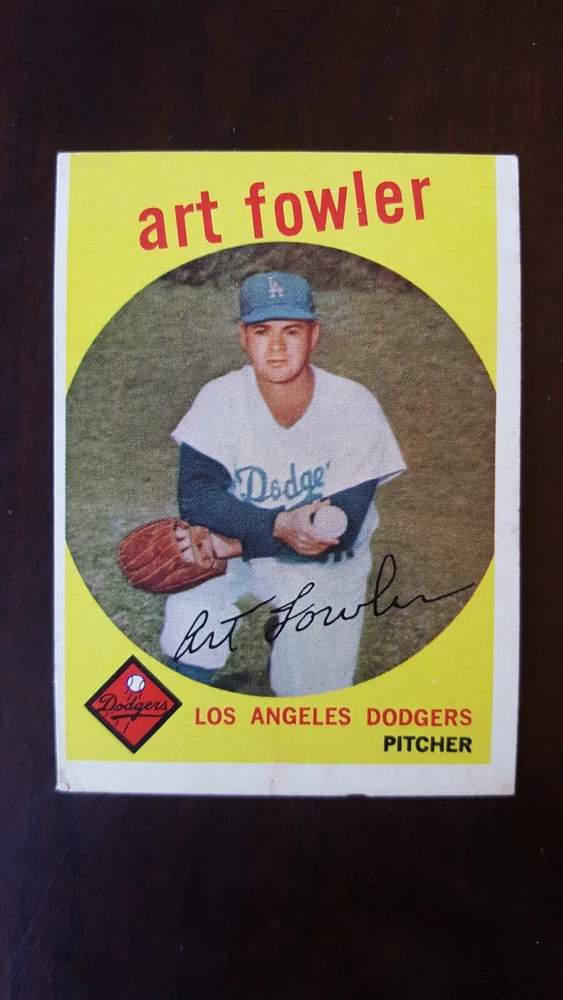 art fowler
LA
Dodge
Art Fowler
Dodgers
LOS ANGELES DODGERS
PITCHER